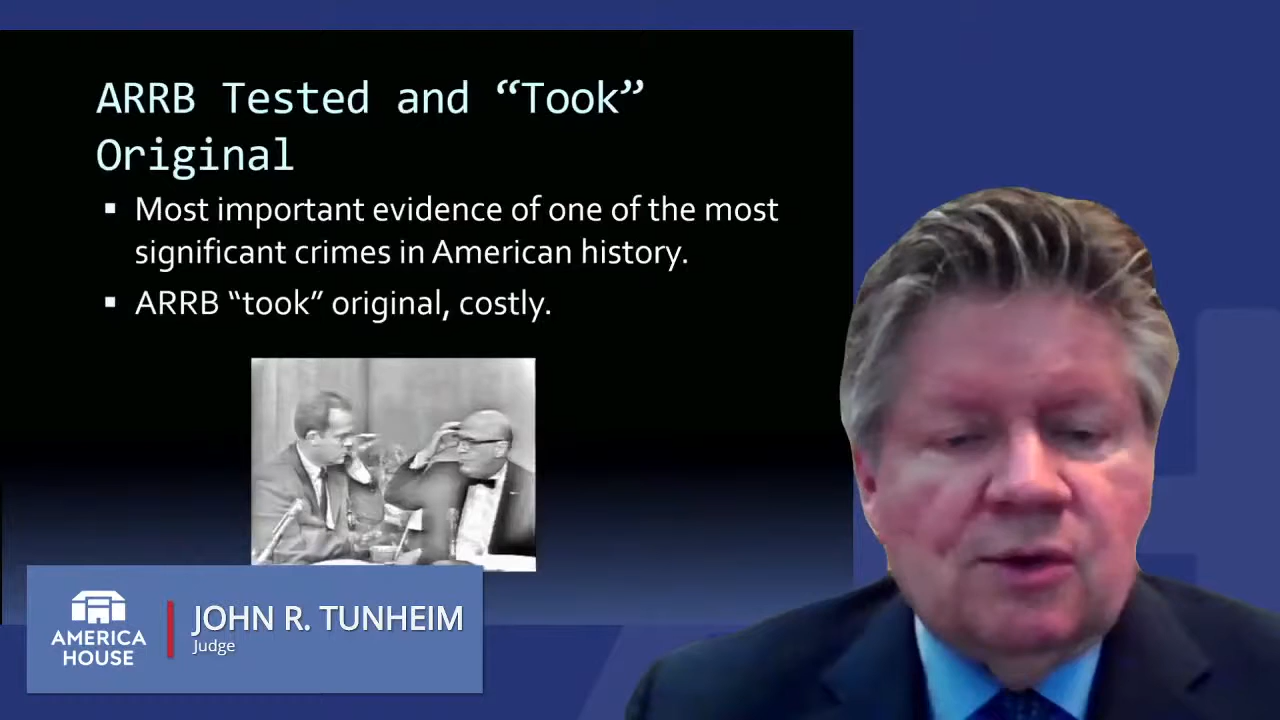 ARRB Tested and “Took”
Original
Most important evidence of one of the most
significant crimes in American history.
ARRB “took” original, costly.
AMERICA
HOUSE
JOHN R. TUNHEIM
Judge